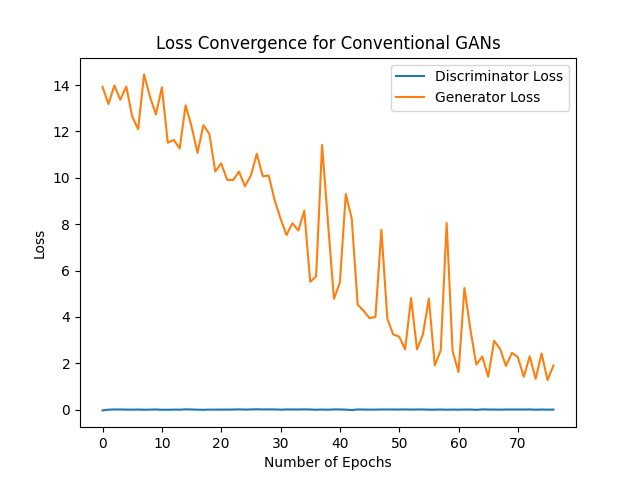 Loss Convergence for Conventional GANs
Discriminator Loss
Generator Loss
14
12
10
8
6
4
2
0
Loss
0 10 20 30 40 50 60 70
Number of Epochs